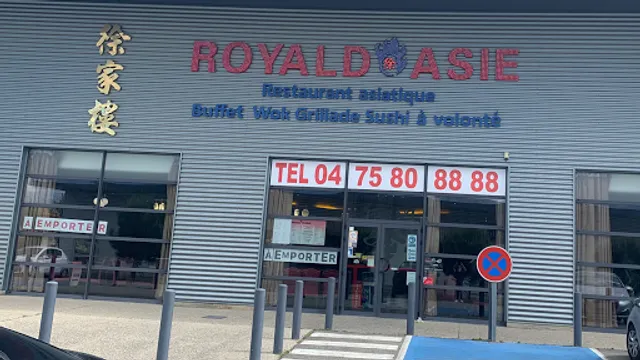 徐家樓
ROYALD ASIE
Restaurant asiatique
Buffet Wok Grillade Sushi à volonté
TEL 04 75 80 88 88
À EMPORTER
À EMPORTER